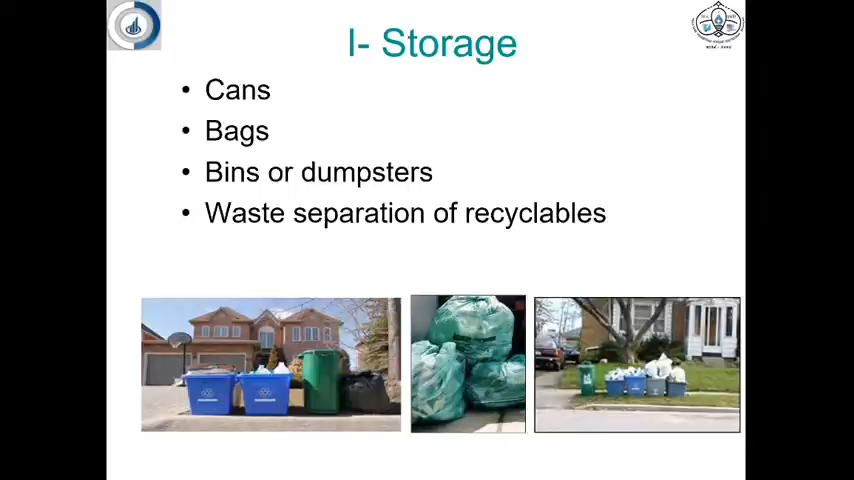 I- Storage
• Cans
• Bags
• Bins or dumpsters
• Waste separation of recyclables